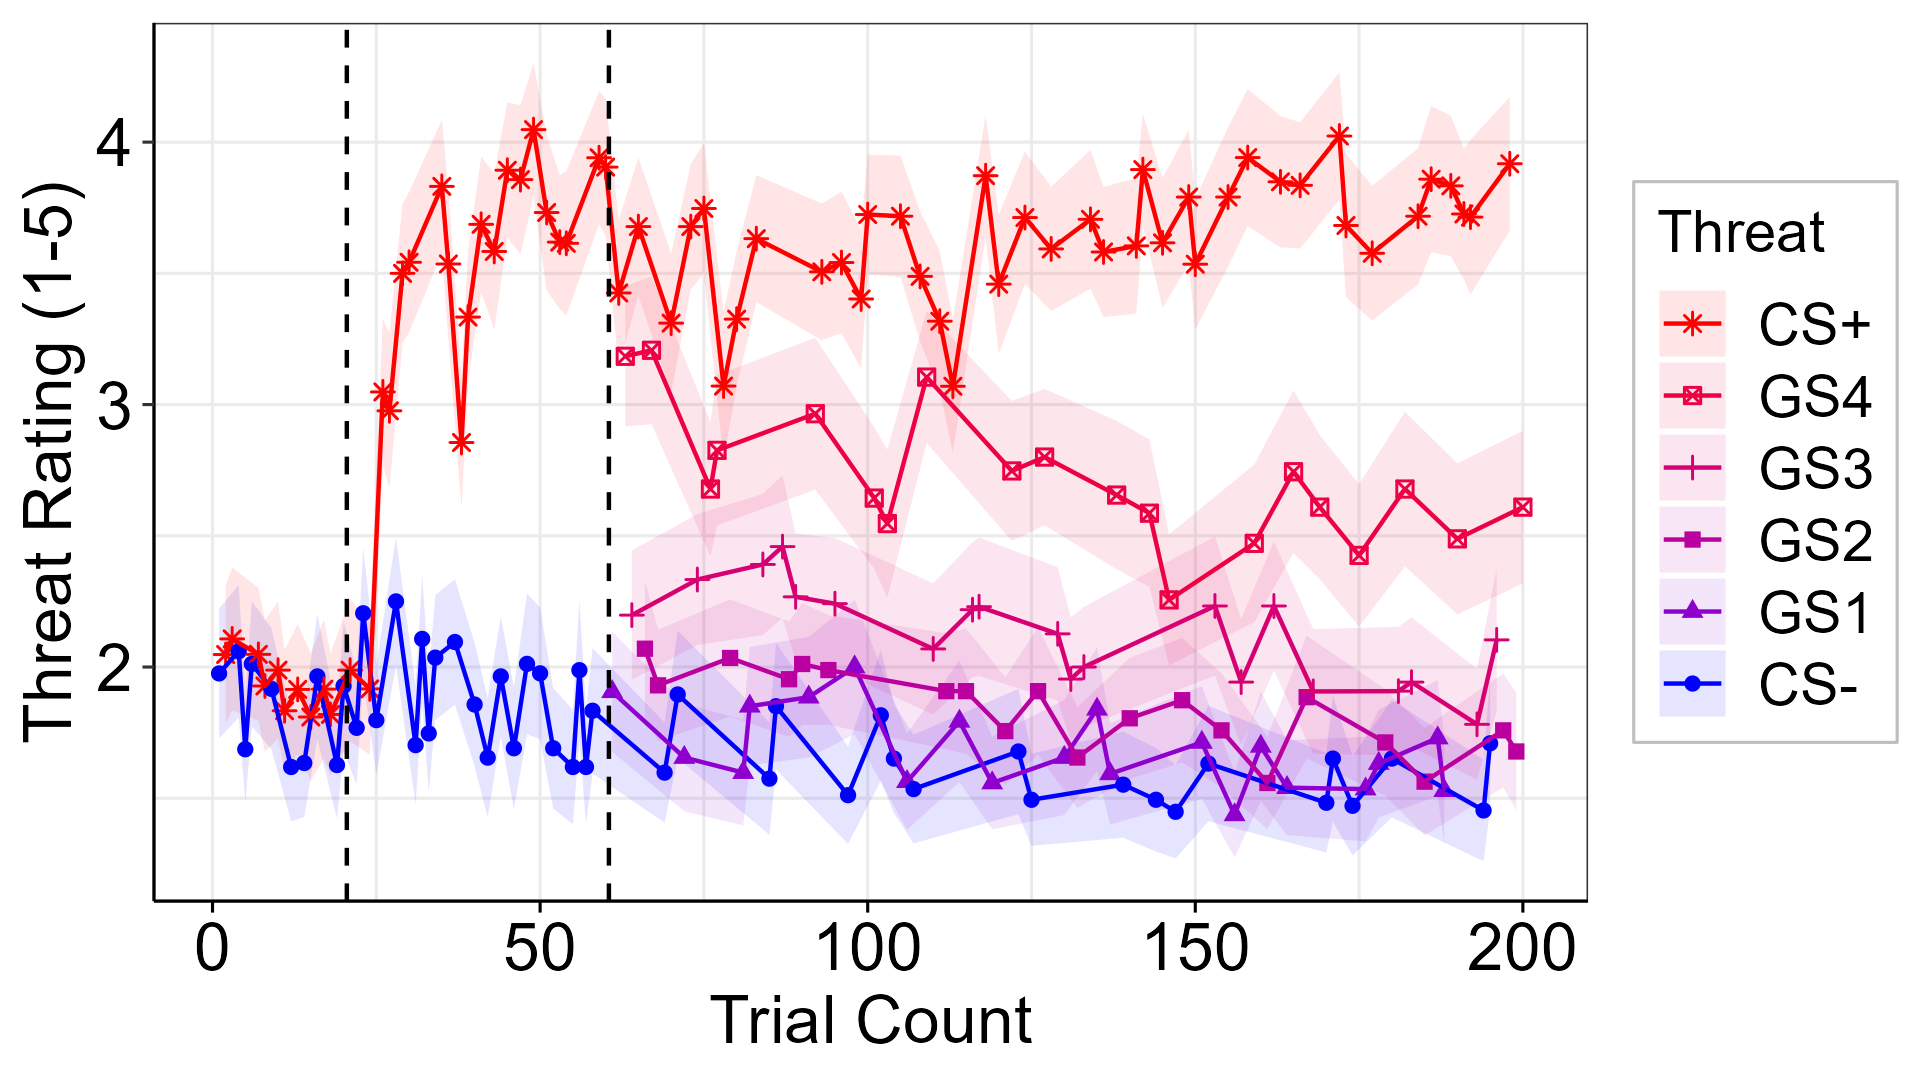 Threat Rating (1-5)
4
3
2
0
50
100
150
200
Trial Count
Threat
CS+
GS4
GS3
GS2
GS1
CS-